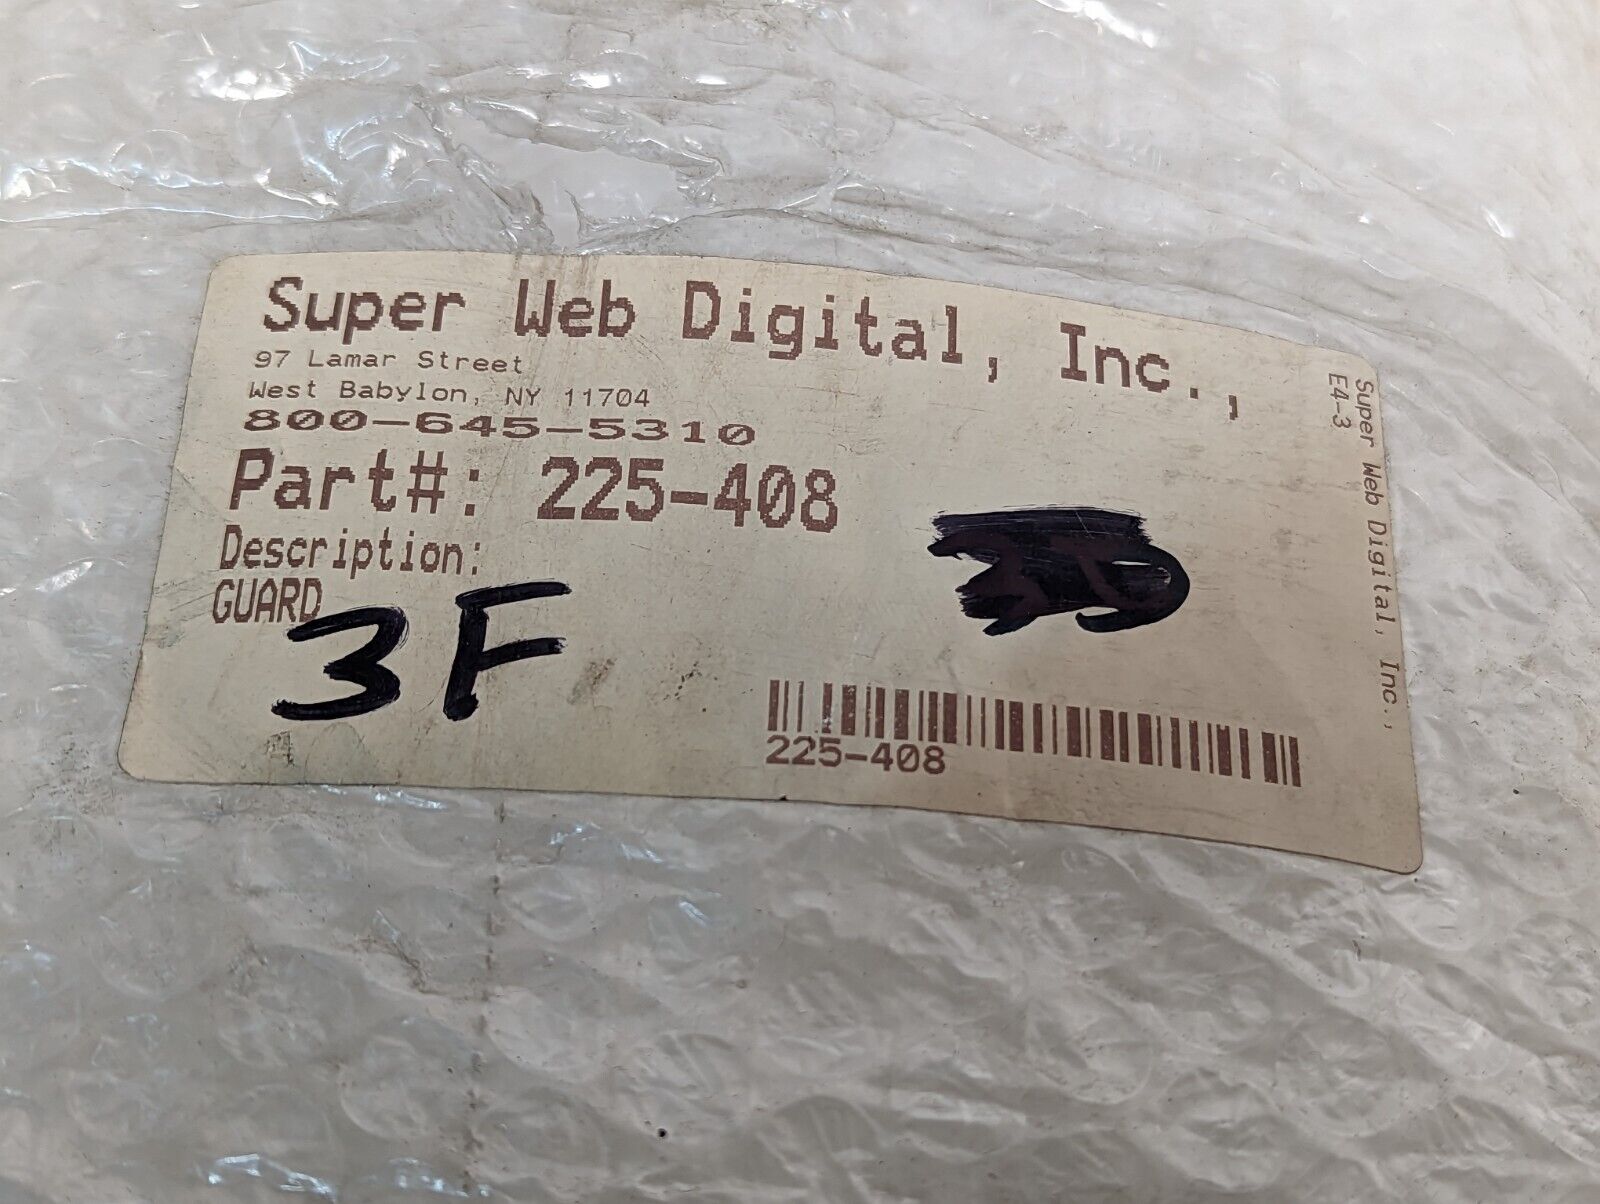 Super Web Digital, Inc.,
97 Lamar Street
West Babylon, NY 11704
800-645-5310
Part#: 225-408
Description:
GUARD
3F
225-408
Super Web Digital, Inc.,
E4-3